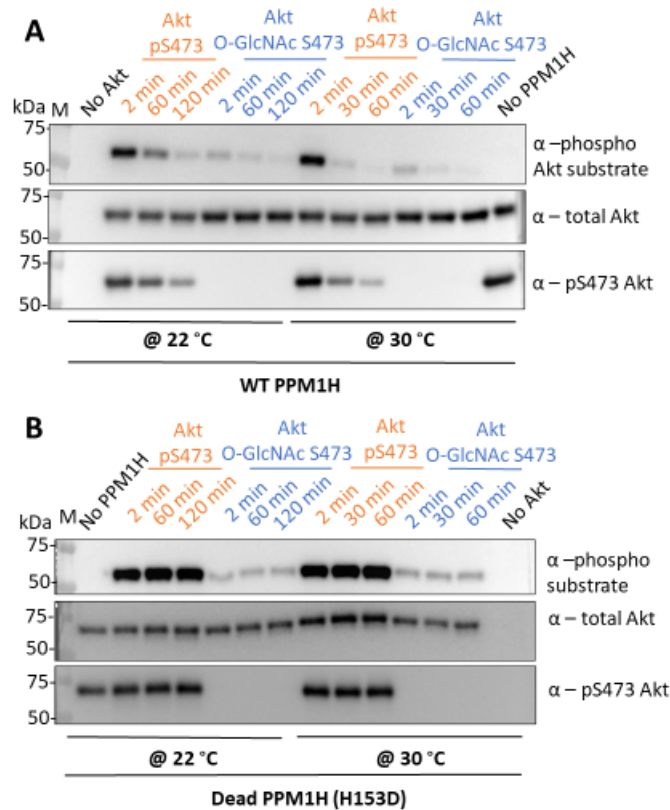 A
Akt
pS473
Akt
O-GlcNAc S473
Akt
pS473
Akt
O-GlcNAc S473
kDa M No Akt 2 min 60 min 120 min 2 min 60 min 120 min 2 min 30 min 60 min 2 min 30 min 60 min No PPM1H
75-
50-
α –phospho
Akt substrate
75-
50-
α – total Akt
75-
50-
α – pS473 Akt
@ 22 °C @ 30 °C
WT PPM1H
B
Akt
pS473
Akt
O-GlcNAc S473
Akt
pS473
Akt
O-GlcNAc S473
kDa M No PPM1H 2 min 60 min 120 min 2 min 60 min 120 min 2 min 30 min 60 min 2 min 30 min 60 min No Akt
75-
50-
α –phospho
substrate
75-
50-
α – total Akt
75-
50-
α – pS473 Akt
@ 22 °C @ 30 °C
Dead PPM1H (H153D)